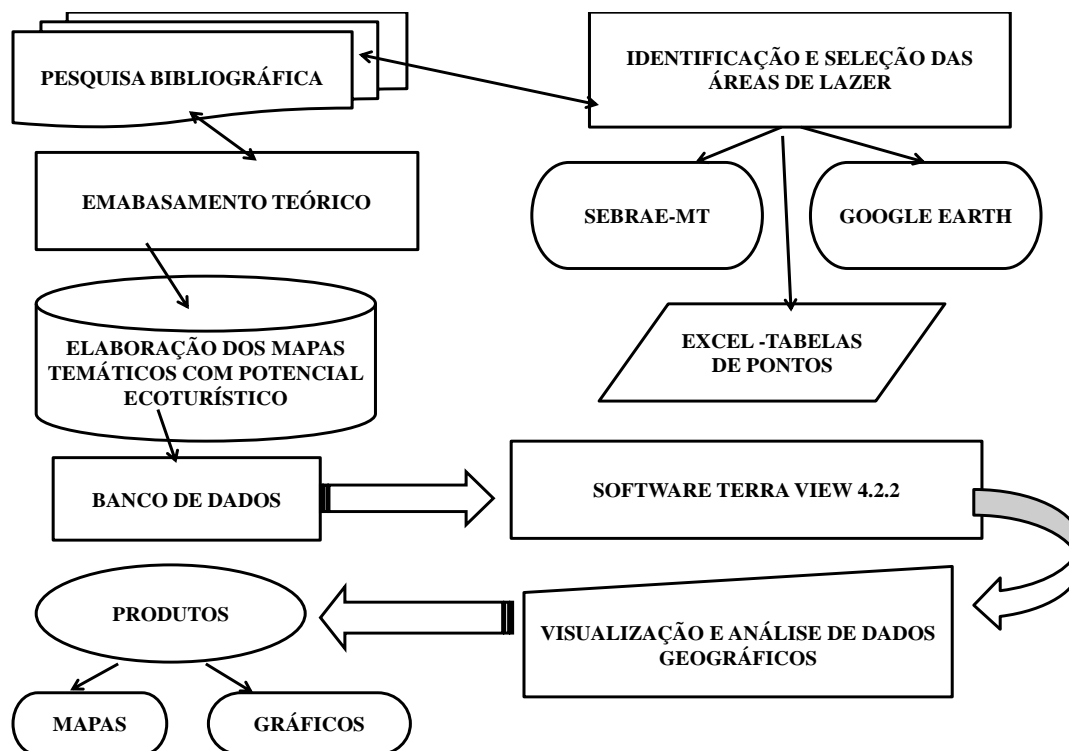 PESQUISA BIBLIOGRÁFICA
IDENTIFICAÇÃO E SELEÇÃO DAS
ÁREAS DE LAZER
EMABASAMENTO TEÓRICO
SEBRAE-MT
GOOGLE EARTH
ELABORAÇÃO DOS MAPAS
TEMÁTICOS COM POTENCIAL
ECOTURÍSTICO
EXCEL -TABELAS
DE PONTOS
BANCO DE DADOS
SOFTWARE TERRA VIEW 4.2.2
PRODUTOS
VISUALIZAÇÃO E ANÁLISE DE DADOS
GEOGRÁFICOS
MAPAS
GRÁFICOS